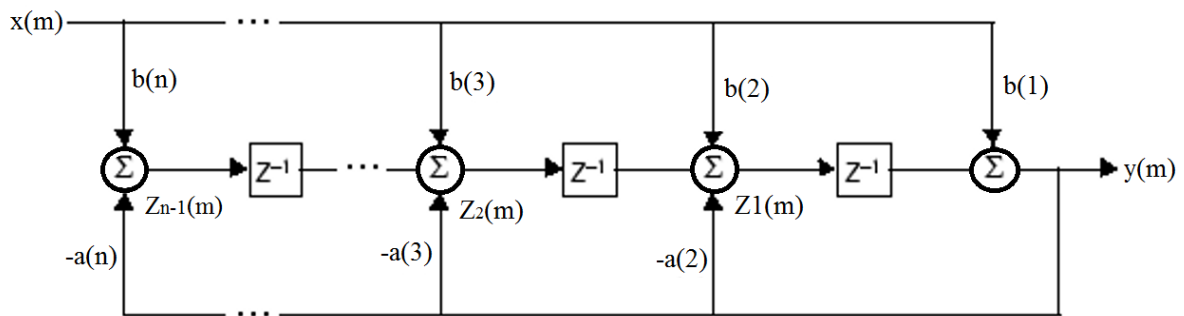 x(m) ... ...
b(n) b(3) b(2) b(1)
Σ Z⁻¹ ... Σ Z⁻¹ Σ Z⁻¹ Σ y(m)
Zn-1(m) Z2(m) Z1(m)
-a(n) -a(3) -a(2)
...